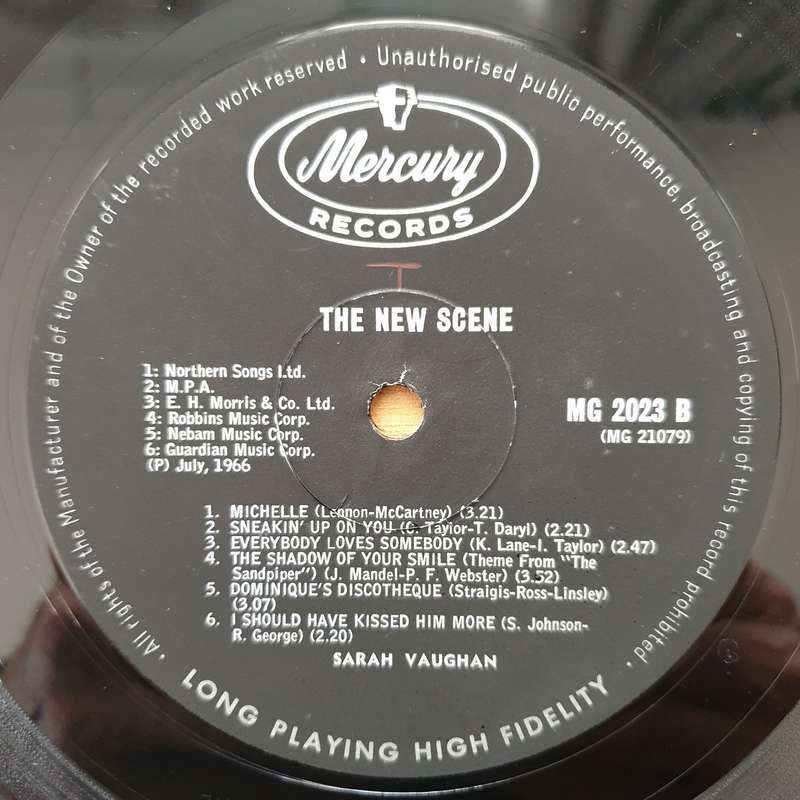 All rights of the Manufacturer and of the Owner of the recorded work reserved · Unauthorised public performance, broadcasting and copying of this record prohibited ·
Mercury
RECORDS
THE NEW SCENE
1: Northern Songs Ltd.
2: M.P.A.
3: E. H. Morris & Co. Ltd.
4: Robbins Music Corp.
5: Nebam Music Corp.
6: Guardian Music Corp.
(P) July, 1966
MG 2023 B
(MG 21079)
1. MICHELLE (Lennon-McCartney) (3.21)
2. SNEAKIN' UP ON YOU (C. Taylor-T. Daryl) (2.21)
3. EVERYBODY LOVES SOMEBODY (K. Lane-I. Taylor) (2.47)
4. THE SHADOW OF YOUR SMILE (Theme From "The
Sandpiper") (J. Mandel-P. F. Webster) (3.52)
5. DOMINIQUE'S DISCOTHEQUE (Straigis-Ross-Linsley)
(3.07)
6. I SHOULD HAVE KISSED HIM MORE (S. Johnson-
R. George) (2.20)
SARAH VAUGHAN
LONG PLAYING HIGH FIDELITY